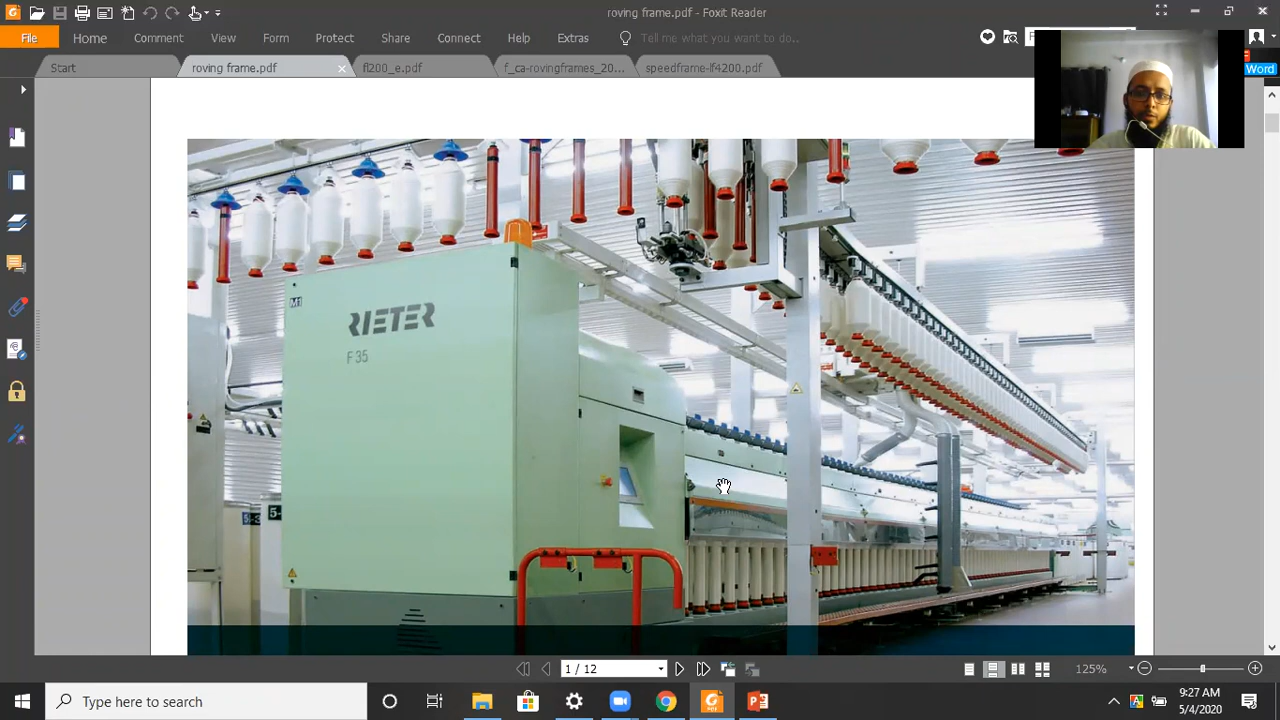 roving frame.pdf - Foxit Reader
File Home Comment View Form Protect Share Connect Help Extras Tell me what you want to do...
Start roving frame.pdf fl200_e.pdf f_ca-rovingframes_20... speedframe-lf4200.pdf
Word
M1
RIETER
F 35
1 / 12
125%
Type here to search
9:27 AM
5/4/2020